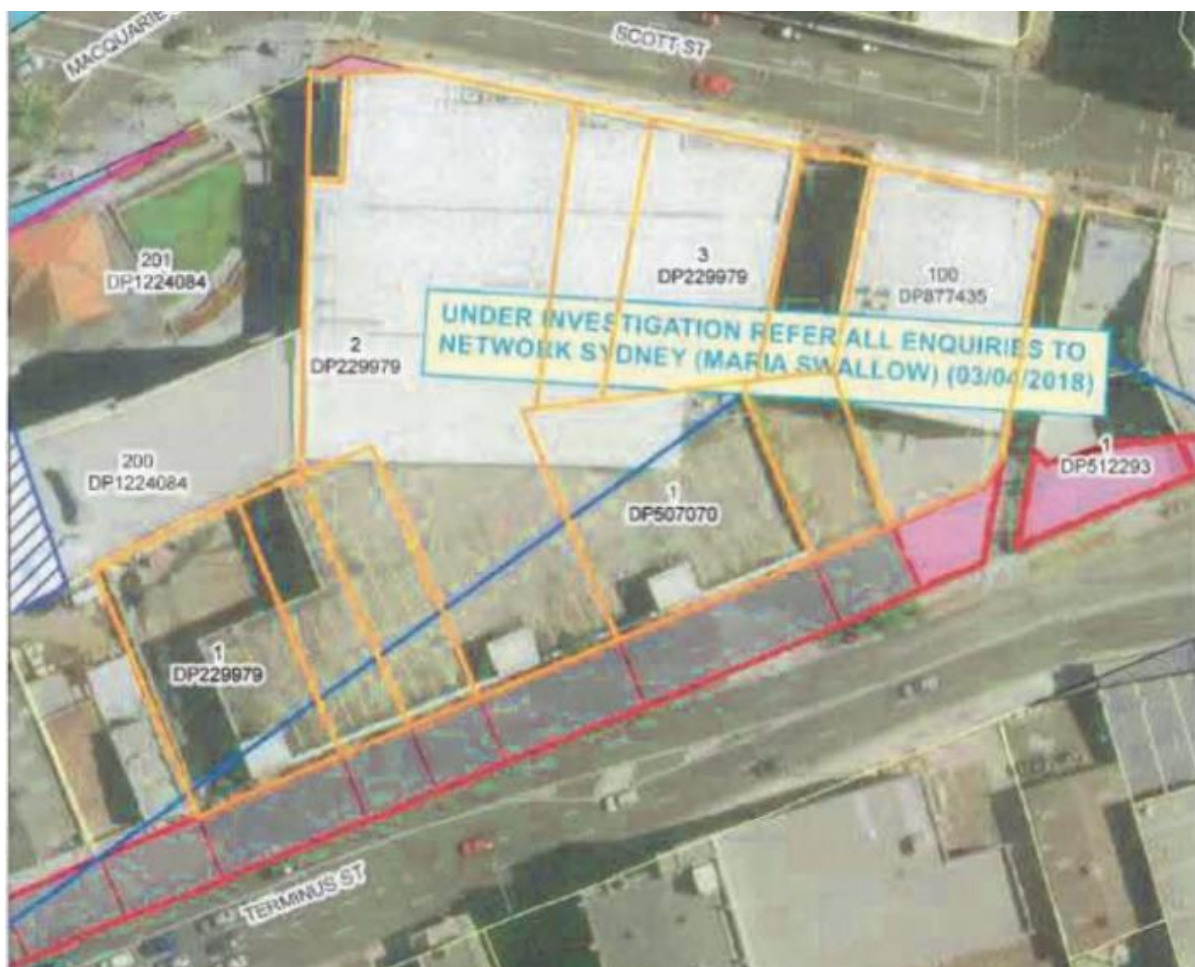 MACQUARIE
SCOTT ST
201
DP1224084
3
DP229979
100
DP877435
UNDER INVESTIGATION REFER ALL ENQUIRIES TO
NETWORK SYDNEY (MARIA SWALLOW) (03/04/2018)
2
DP229979
200
DP1224084
1
DP512293
1
DP507070
1
DP229979
TERMINUS ST